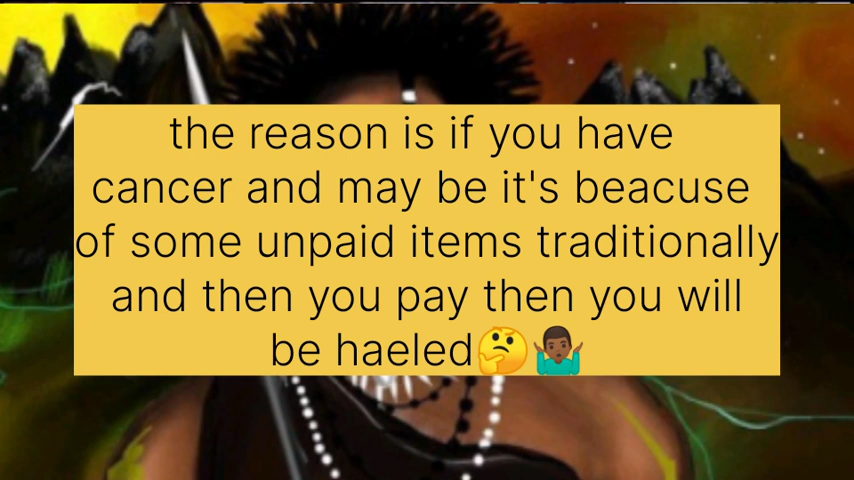 the reason is if you have
cancer and may be it's beacuse
of some unpaid items traditionally
and then you pay then you will
be haeled🤔🤷🏾‍♂️